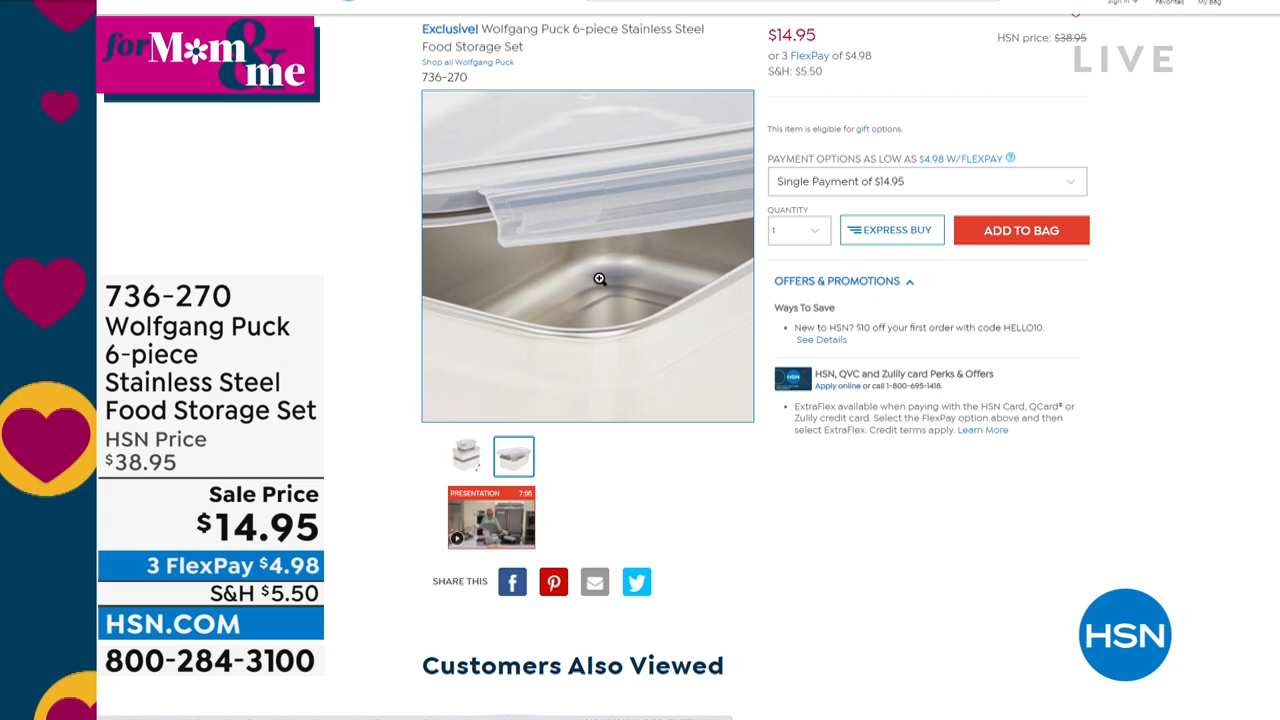 Sign in
Favorites
My Bag
for Mom & me
Exclusive! Wolfgang Puck 6-piece Stainless Steel
Food Storage Set
Shop all Wolfgang Puck
736-270
$14.95
HSN price: $38.95
or 3 FlexPay of $4.98
S&H: $5.50
LIVE
This item is eligible for gift options.
PAYMENT OPTIONS AS LOW AS $4.98 W/FLEXPAY ?
Single Payment of $14.95
QUANTITY
1
EXPRESS BUY
ADD TO BAG
OFFERS & PROMOTIONS
Ways To Save
• New to HSN? $10 off your first order with code HELLO10.
See Details
HSN
HSN, QVC and Zulily card Perks & Offers
Apply online or call 1-800-695-1418.
• ExtraFlex available when paying with the HSN Card, QCard® or
Zulily credit card. Select the FlexPay option above and then
select ExtraFlex. Credit terms apply. Learn More
736-270
Wolfgang Puck
6-piece
Stainless Steel
Food Storage Set
HSN Price
$38.95
Sale Price
$14.95
3 FlexPay $4.98
S&H $5.50
HSN.COM
800-284-3100
PRESENTATION 7:56
SHARE THIS
HSN
Customers Also Viewed